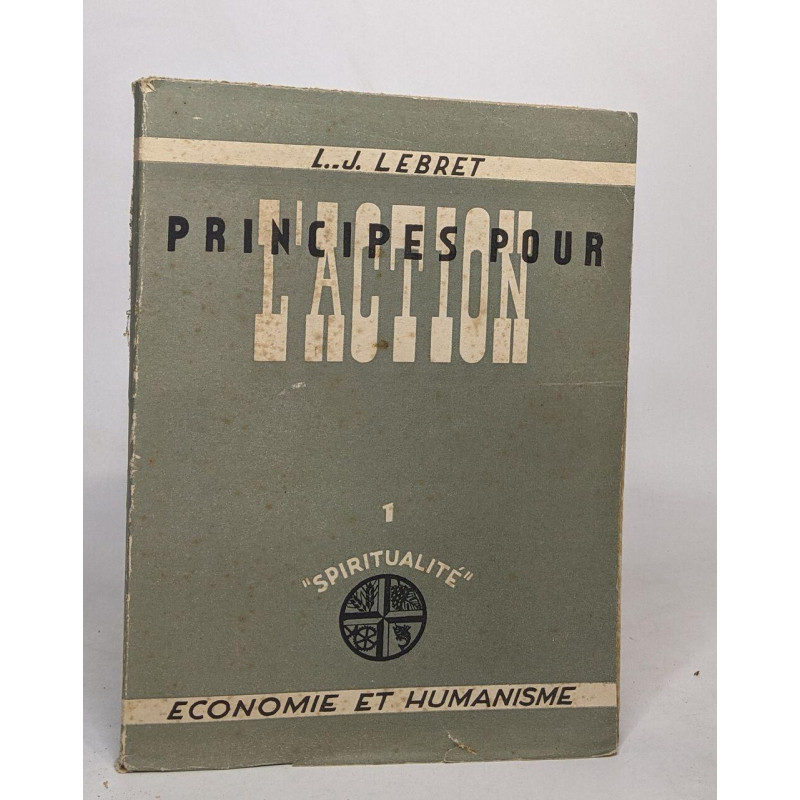 L..J. LEBRET
PRINCIPES POUR
L'ACTION
1
"SPIRITUALITÉ"
ECONOMIE ET HUMANISME